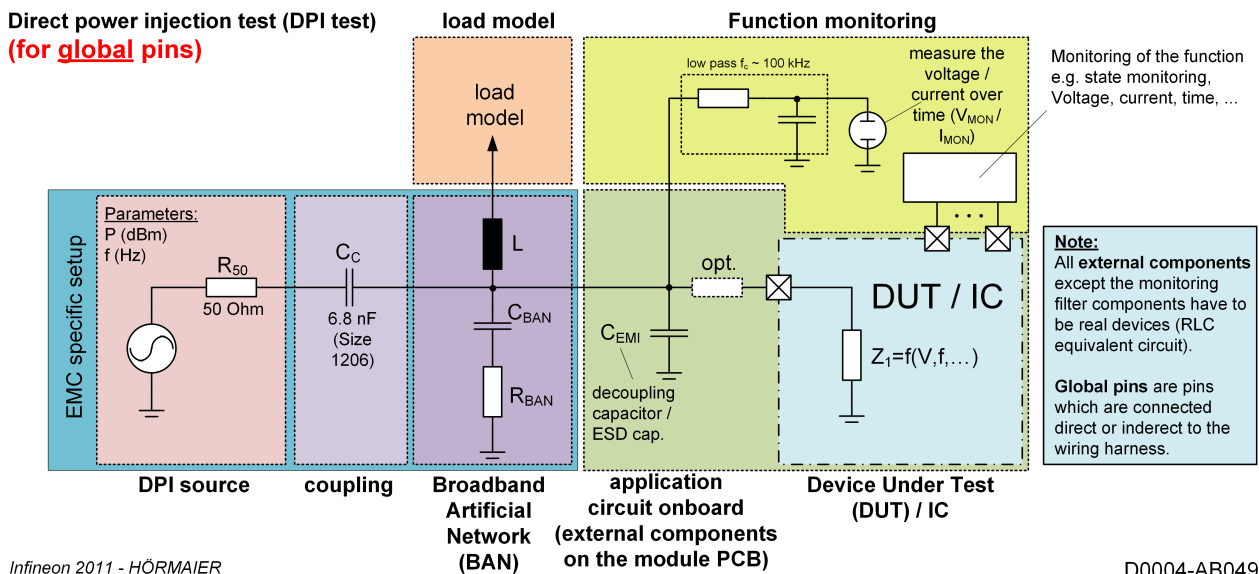 Direct power injection test (DPI test)
(for global pins)
load model
Function monitoring
low pass fc ~ 100 kHz
measure the
voltage /
current over
time (VMON /
IMON)
Monitoring of the function
e.g. state monitoring,
Voltage, current, time, ...
load
model
EMC specific setup
Parameters:
P (dBm)
f (Hz)
R50
50 Ohm
CC
6.8 nF
(Size
1206)
L
CBAN
RBAN
opt.
CEMI
decoupling
capacitor /
ESD cap.
...
DUT / IC
Z1=f(V,f,...)
Note:
All external components
except the monitoring
filter components have to
be real devices (RLC
equivalent circuit).
Global pins are pins
which are connected
direct or inderect to the
wiring harness.
DPI source
coupling
Broadband
Artificial
Network
(BAN)
application
circuit onboard
(external components
on the module PCB)
Device Under Test
(DUT) / IC
Infineon 2011 - HÖRMAIER
D0004-AB049